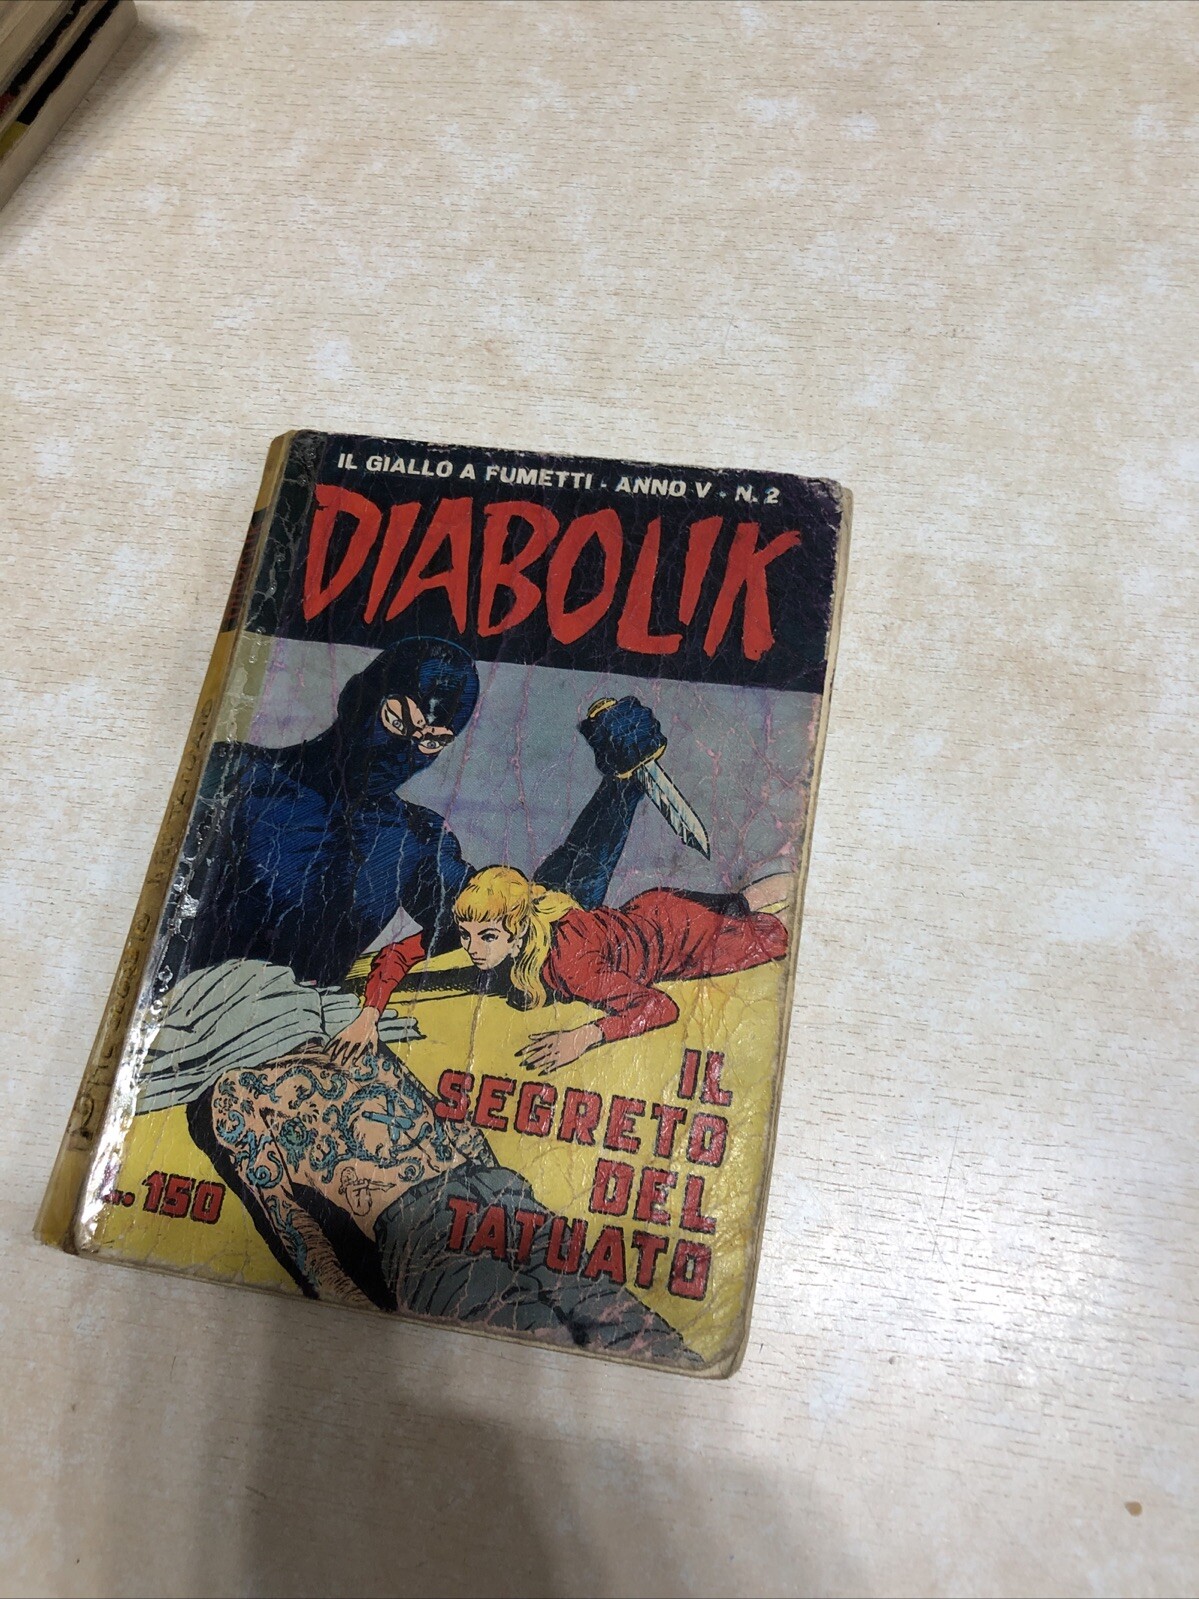 IL GIALLO A FUMETTI - ANNO V - N. 2
DIABOLIK
IL
SEGRETO
DEL
TATUATO
L. 150